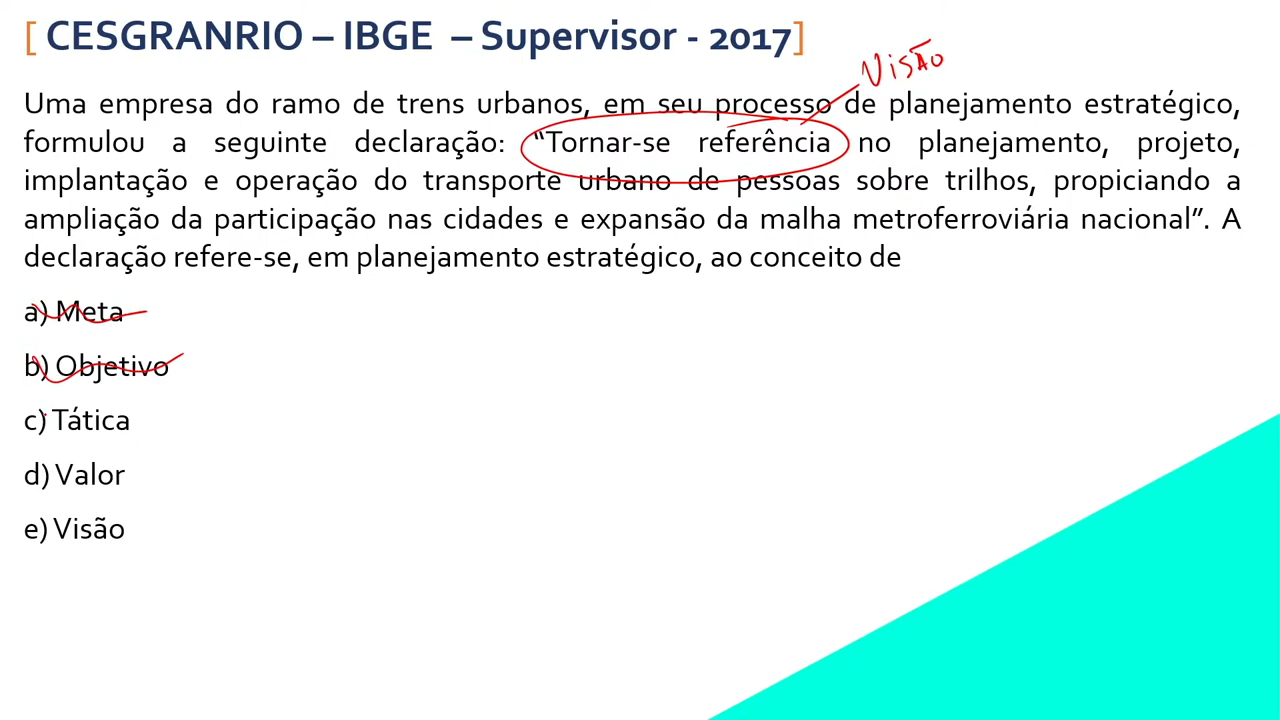 [ CESGRANRIO – IBGE – Supervisor - 2017]
Visão
Uma empresa do ramo de trens urbanos, em seu processo de planejamento estratégico,
formulou a seguinte declaração: “Tornar-se referência no planejamento, projeto,
implantação e operação do transporte urbano de pessoas sobre trilhos, propiciando a
ampliação da participação nas cidades e expansão da malha metroferroviária nacional”. A
declaração refere-se, em planejamento estratégico, ao conceito de
a) Meta
b) Objetivo
c) Tática
d) Valor
e) Visão